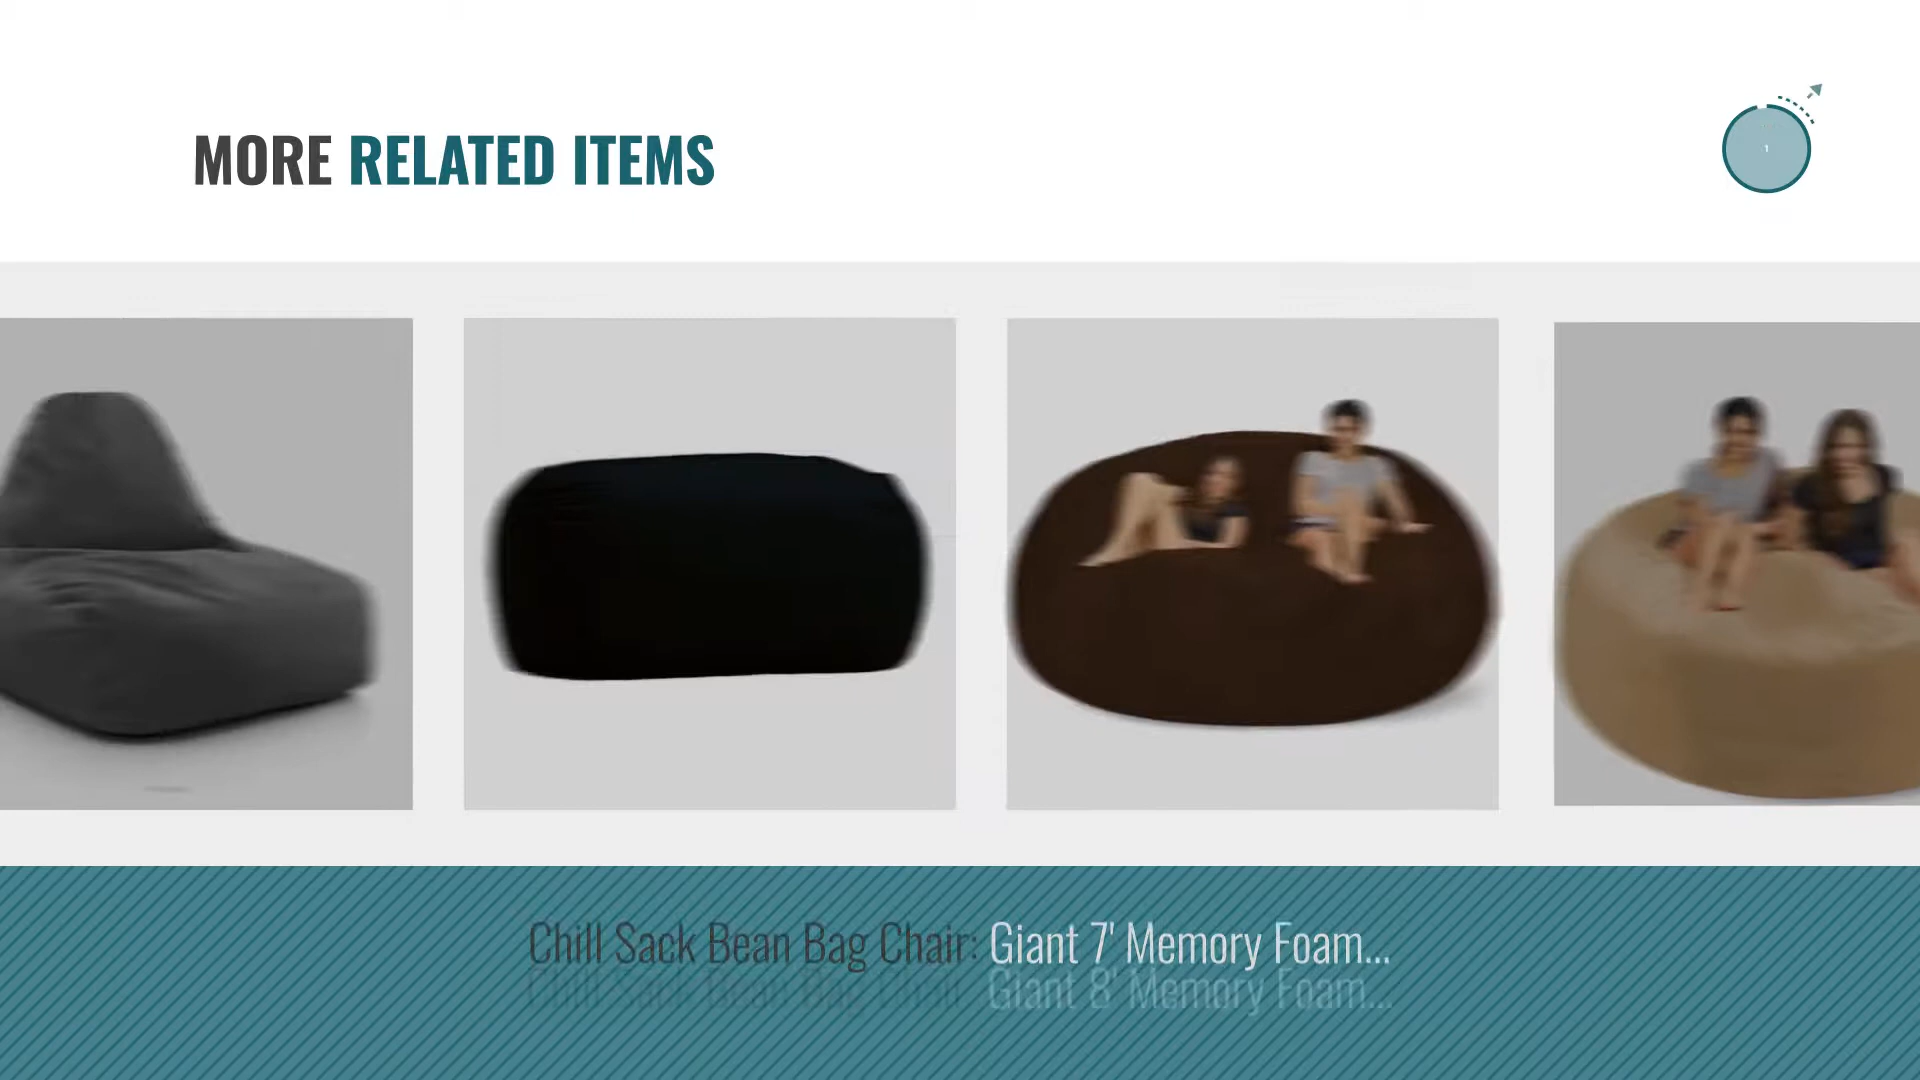 MORE RELATED ITEMS
1
Chill Sack Bean Bag Chair: Giant 7' Memory Foam...
Chill Sack Bean Bag Chair: Giant 8' Memory Foam...